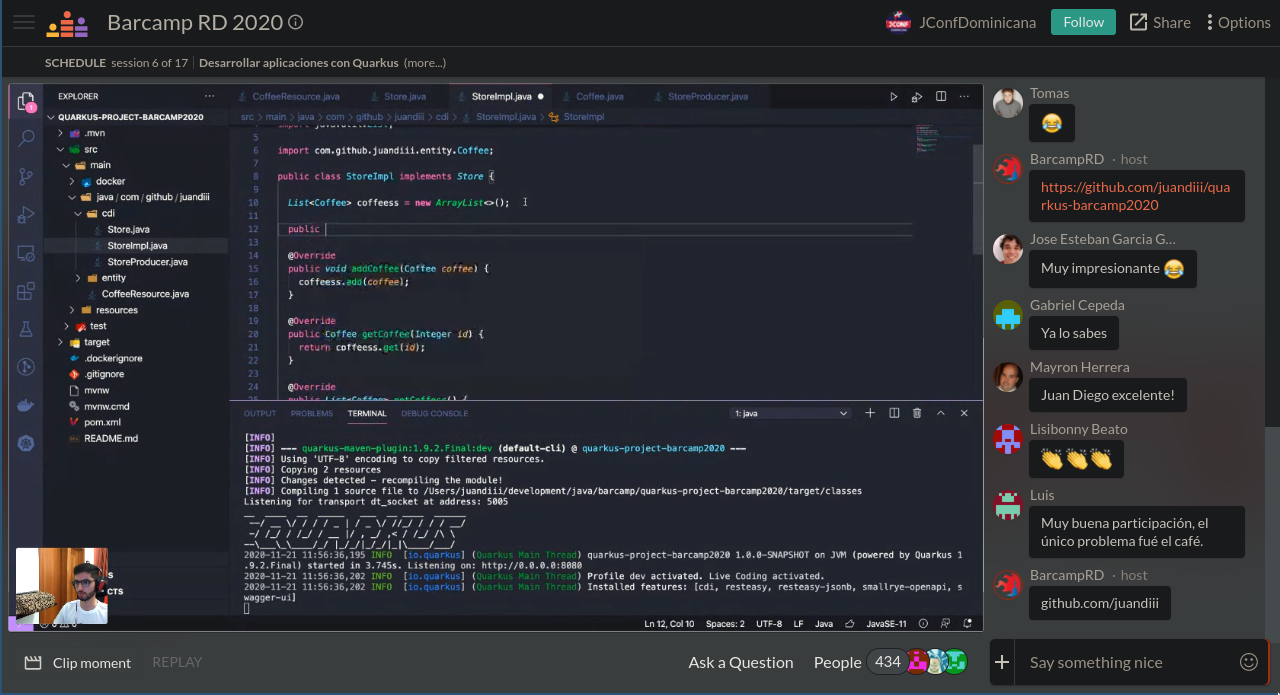 Barcamp RD 2020
JConfDominicana
Follow
Share
Options
SCHEDULE session 6 of 17 Desarrollar aplicaciones con Quarkus (more...)
EXPLORER
QUARKUS-PROJECT-BARCAMP2020
.mvn
src
main
docker
java / com / github / juandiii
cdi
Store.java
StoreImpl.java
StoreProducer.java
entity
CoffeeResource.java
resources
test
target
.dockerignore
.gitignore
mvnw
mvnw.cmd
pom.xml
README.md
CTS
CoffeeResource.java Store.java StoreImpl.java Coffee.java StoreProducer.java
src > main > java > com > github > juandiii > cdi > StoreImpl.java > StoreImpl
5
6 import com.github.juandiii.entity.Coffee;
7
8 public class StoreImpl implements Store {
9
10 List<Coffee> coffeess = new ArrayList<>();
11
12 public
13
14 @Override
15 public void addCoffee(Coffee coffee) {
16 coffeess.add(coffee);
17 }
18
19 @Override
20 public Coffee getCoffee(Integer id) {
21 return coffeess.get(id);
22 }
23
24 @Override
25 public List<Coffee> getCoffess() {
OUTPUT PROBLEMS TERMINAL DEBUG CONSOLE 1: java
[INFO]
[INFO] --- quarkus-maven-plugin:1.9.2.Final:dev (default-cli) @ quarkus-project-barcamp2020 ---
[INFO] Using 'UTF-8' encoding to copy filtered resources.
[INFO] Copying 2 resources
[INFO] Changes detected - recompiling the module!
[INFO] Compiling 1 source file to /Users/juandiii/development/java/barcamp/quarkus-project-barcamp2020/target/classes
Listening for transport dt_socket at address: 5005
2020-11-21 11:56:36,195 INFO [io.quarkus] (Quarkus Main Thread) quarkus-project-barcamp2020 1.0.0-SNAPSHOT on JVM (powered by Quarkus 1
.9.2.Final) started in 3.745s. Listening on: http://0.0.0.0:8080
2020-11-21 11:56:36,202 INFO [io.quarkus] (Quarkus Main Thread) Profile dev activated. Live Coding activated.
2020-11-21 11:56:36,202 INFO [io.quarkus] (Quarkus Main Thread) Installed features: [cdi, resteasy, resteasy-jsonb, smallrye-openapi, s
wagger-ui]
Ln 12, Col 10 Spaces: 2 UTF-8 LF Java JavaSE-11
Tomas
😂
BarcampRD · host
https://github.com/juandiii/qua
rkus-barcamp2020
Jose Esteban Garcia G...
Muy impresionante 😂
Gabriel Cepeda
Ya lo sabes
Mayron Herrera
Juan Diego excelente!
Lisibonny Beato
👏👏👏
Luis
Muy buena participación, el
único problema fué el café.
BarcampRD · host
github.com/juandiii
Clip moment
REPLAY
Ask a Question
People 434
Say something nice